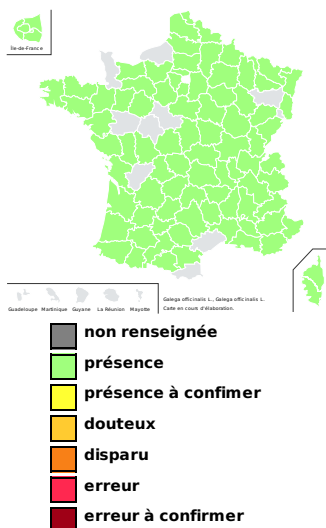 Île-de-France
Guadeloupe Martinique Guyane La Réunion Mayotte
Galega officinalis L., Galega officinalis L.
Carte en cours d'élaboration.
non renseignée
présence
présence à confimer
douteux
disparu
erreur
erreur à confirmer